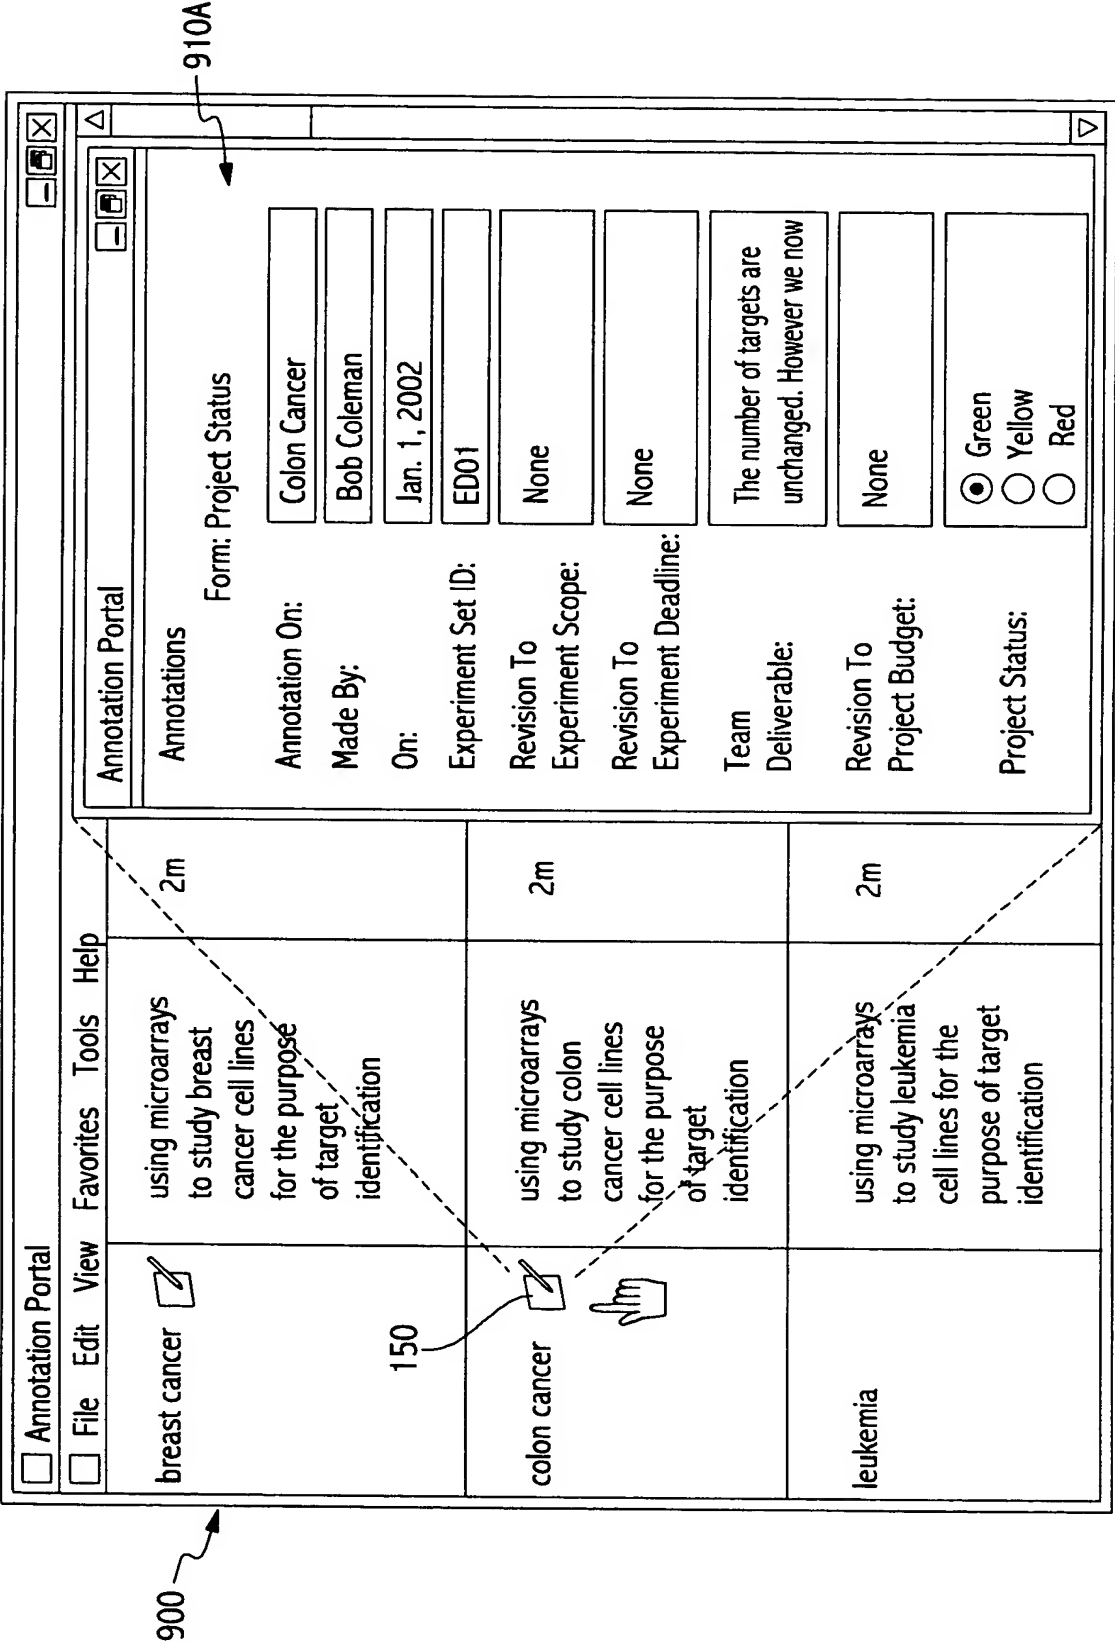 900
Annotation Portal
File Edit View Favorites Tools Help
breast cancer
using microarrays
to study breast
cancer cell lines
for the purpose
of target
identification
2m
150
colon cancer
using microarrays
to study colon
cancer cell lines
for the purpose
of target
identification
2m
leukemia
using microarrays
to study leukemia
cell lines for the
purpose of target
identification
2m
910A
Annotation Portal
Annotations
Form: Project Status
Annotation On: Colon Cancer
Made By: Bob Coleman
On: Jan. 1, 2002
Experiment Set ID: ED01
Revision To
Experiment Scope: None
Revision To
Experiment Deadline: None
Team
Deliverable:
The number of targets are
unchanged. However we now
Revision To
Project Budget: None
Project Status:
Green
Yellow
Red